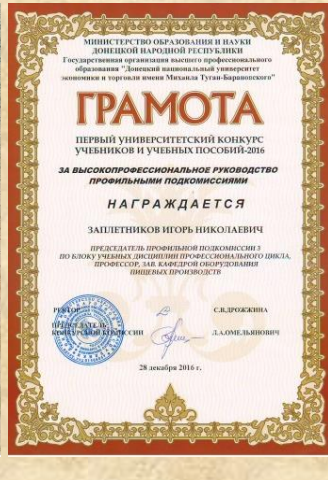 МИНИСТЕРСТВО ОБРАЗОВАНИЯ И НАУКИ
ДОНЕЦКОЙ НАРОДНОЙ РЕСПУБЛИКИ
Государственная организация высшего профессионального
образования "Донецкий национальный университет
экономики и торговли имени Михаила Туган-Барановского"
ГРАМОТА
ПЕРВЫЙ УНИВЕРСИТЕТСКИЙ КОНКУРС
УЧЕБНИКОВ И УЧЕБНЫХ ПОСОБИЙ-2016
ЗА ВЫСОКОПРОФЕССИОНАЛЬНОЕ РУКОВОДСТВО
ПРОФИЛЬНЫМИ ПОДКОМИССИЯМИ
НАГРАЖДАЕТСЯ
ЗАПЛЕТНИКОВ ИГОРЬ НИКОЛАЕВИЧ
ПРЕДСЕДАТЕЛЬ ПРОФИЛЬНОЙ ПОДКОМИССИИ 3
ПО БЛОКУ УЧЕБНЫХ ДИСЦИПЛИН ПРОФЕССИОНАЛЬНОГО ЦИКЛА,
ПРОФЕССОР, ЗАВ. КАФЕДРОЙ ОБОРУДОВАНИЯ
ПИЩЕВЫХ ПРОИЗВОДСТВ
РЕКТОР С.В.ДРОЖЖИНА
ПРЕДСЕДАТЕЛЬ
КОНКУРСНОЙ КОМИССИИ Л.А.ОМЕЛЬЯНОВИЧ
28 декабря 2016 г.